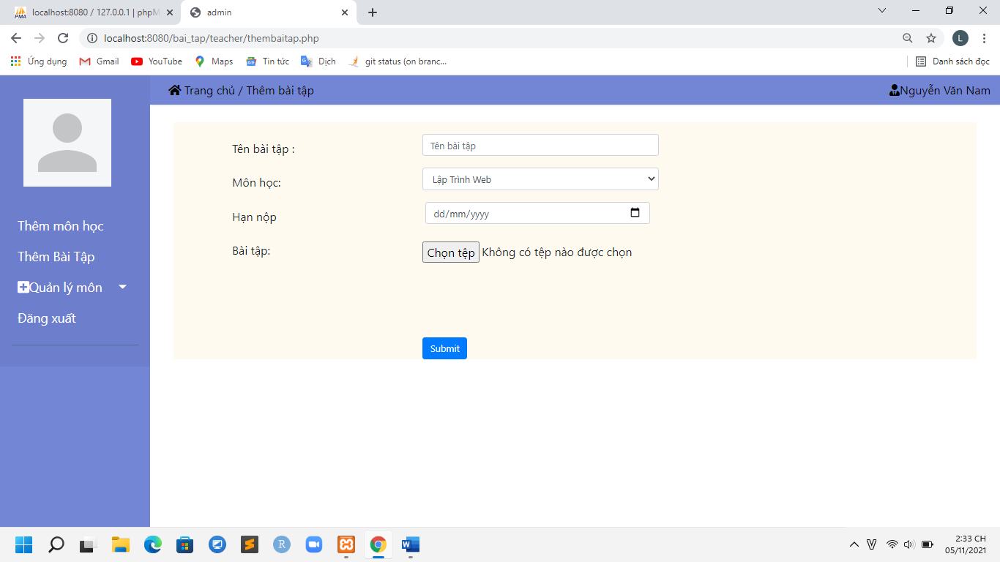 localhost:8080 / 127.0.0.1 | phpM
admin
localhost:8080/bai_tap/teacher/thembaitap.php
L
Ứng dụng
Gmail
YouTube
Maps
Tin tức
Dịch
git status (on branc...
Danh sách đọc
Trang chủ / Thêm bài tập
Nguyễn Văn Nam
Thêm môn học
Thêm Bài Tập
Quản lý môn
Đăng xuất
Tên bài tập :
Tên bài tập
Môn học:
Lập Trình Web
Hạn nộp
dd/mm/yyyy
Bài tập:
Chọn tệp Không có tệp nào được chọn
Submit
2:33 CH
05/11/2021